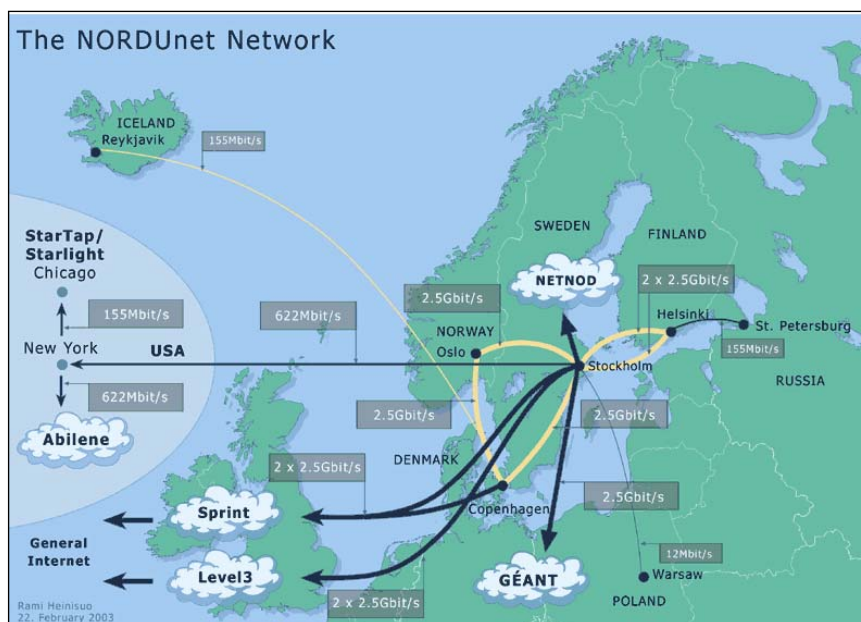 The NORDUnet Network
ICELAND
Reykjavik
155Mbit/s
StarTap/
Starlight
Chicago
155Mbit/s
New York
USA
622Mbit/s
622Mbit/s
Abilene
SWEDEN
FINLAND
NETNOD
2 x 2.5Gbit/s
2.5Gbit/s
Helsinki
St. Petersburg
NORWAY
Oslo
Stockholm
155Mbit/s
RUSSIA
2.5Gbit/s
2.5Gbit/s
DENMARK
2 x 2.5Gbit/s
2.5Gbit/s
Copenhagen
Sprint
General
Internet
Level3
GÉANT
12Mbit/s
Warsaw
POLAND
2 x 2.5Gbit/s
Rami Heinisuo
22. February 2003